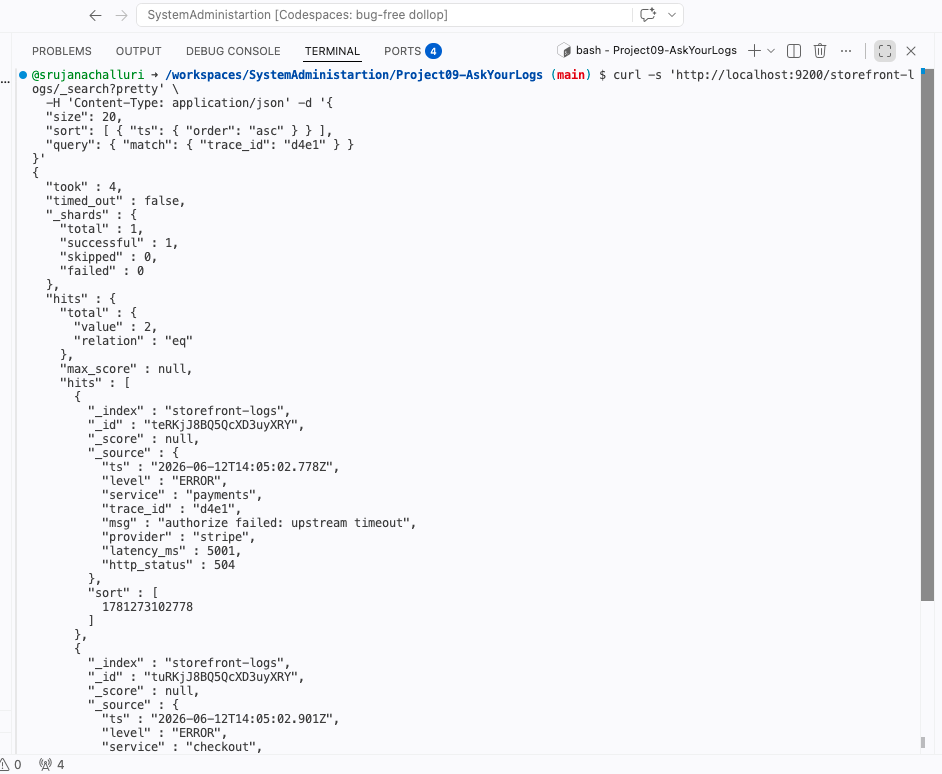 SystemAdministartion [Codespaces: bug-free dollop]
PROBLEMS OUTPUT DEBUG CONSOLE TERMINAL PORTS 4 bash - Project09-AskYourLogs
... @srujanachalluri → /workspaces/SystemAdministartion/Project09-AskYourLogs (main) $ curl -s 'http://localhost:9200/storefront-l
ogs/_search?pretty' \
  -H 'Content-Type: application/json' -d '{
  "size": 20,
  "sort": [ { "ts": { "order": "asc" } } ],
  "query": { "match": { "trace_id": "d4e1" } }
}'
{
  "took" : 4,
  "timed_out" : false,
  "_shards" : {
    "total" : 1,
    "successful" : 1,
    "skipped" : 0,
    "failed" : 0
  },
  "hits" : {
    "total" : {
      "value" : 2,
      "relation" : "eq"
    },
    "max_score" : null,
    "hits" : [
      {
        "_index" : "storefront-logs",
        "_id" : "teRKjJ8BQ5QcXD3uyXRY",
        "_score" : null,
        "_source" : {
          "ts" : "2026-06-12T14:05:02.778Z",
          "level" : "ERROR",
          "service" : "payments",
          "trace_id" : "d4e1",
          "msg" : "authorize failed: upstream timeout",
          "provider" : "stripe",
          "latency_ms" : 5001,
          "http_status" : 504
        },
        "sort" : [
          1781273102778
        ]
      },
      {
        "_index" : "storefront-logs",
        "_id" : "tuRKjJ8BQ5QcXD3uyXRY",
        "_score" : null,
        "_source" : {
          "ts" : "2026-06-12T14:05:02.901Z",
          "level" : "ERROR",
          "service" : "checkout",
0 4